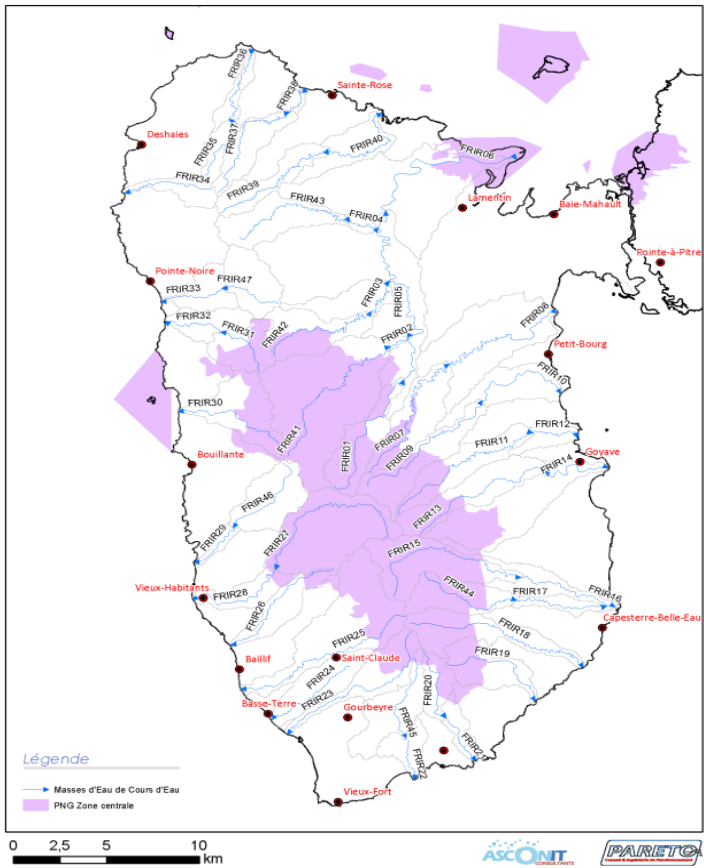 FRIR36
FRIR38
Sainte-Rose
Deshaies
FRIR35
FRIR37
FRIR40
FRIR06
FRIR34
FRIR39
FRIR43
FRIR04
Lamentin
Baie-Mahault
Pointe-à-Pitre
Pointe-Noire
FRIR33
FRIR47
FRIR03
FRIR05
FRIR32
FRIR31
FRIR42
FRIR02
FRIR08
Petit-Bourg
FRIR10
FRIR30
FRIR41
FRIR01
FRIR07
FRIR09
FRIR11
FRIR12
Goyave
Bouillante
FRIR14
FRIR46
FRIR13
FRIR29
FRIR27
FRIR15
Vieux-Habitants
FRIR28
FRIR26
FRIR44
FRIR17
FRIR16
Capesterre-Belle-Eau
FRIR25
FRIR18
Baillif
Saint-Claude
FRIR24
FRIR19
FRIR20
Basse-Terre
FRIR23
Gourbeyre
FRIR45
FRIR21
FRIR22
Vieux-Fort
Légende
Masses d'Eau de Cours d'Eau
PNG Zone centrale
0 2,5 5 10
km
ASCONIT
CONSULTANTS
PARETO